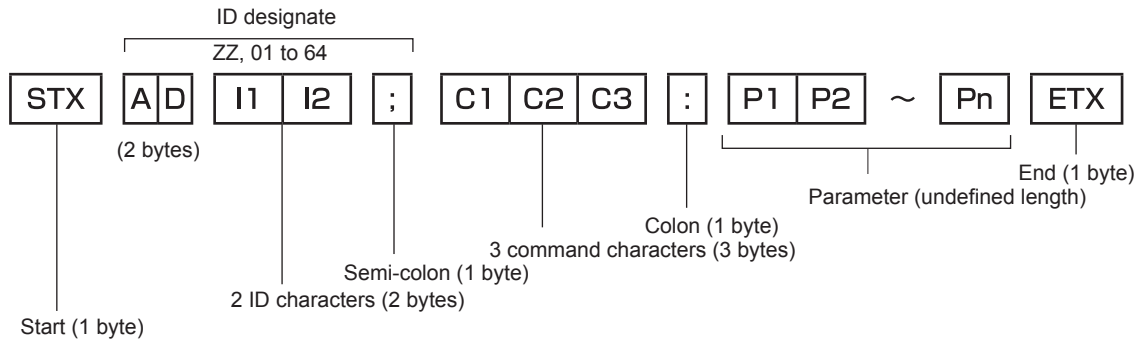 ID designate
ZZ, 01 to 64
STX A D I1 I2 ; C1 C2 C3 : P1 P2 ~ Pn ETX
(2 bytes)
End (1 byte)
Parameter (undefined length)
Colon (1 byte)
3 command characters (3 bytes)
Semi-colon (1 byte)
2 ID characters (2 bytes)
Start (1 byte)